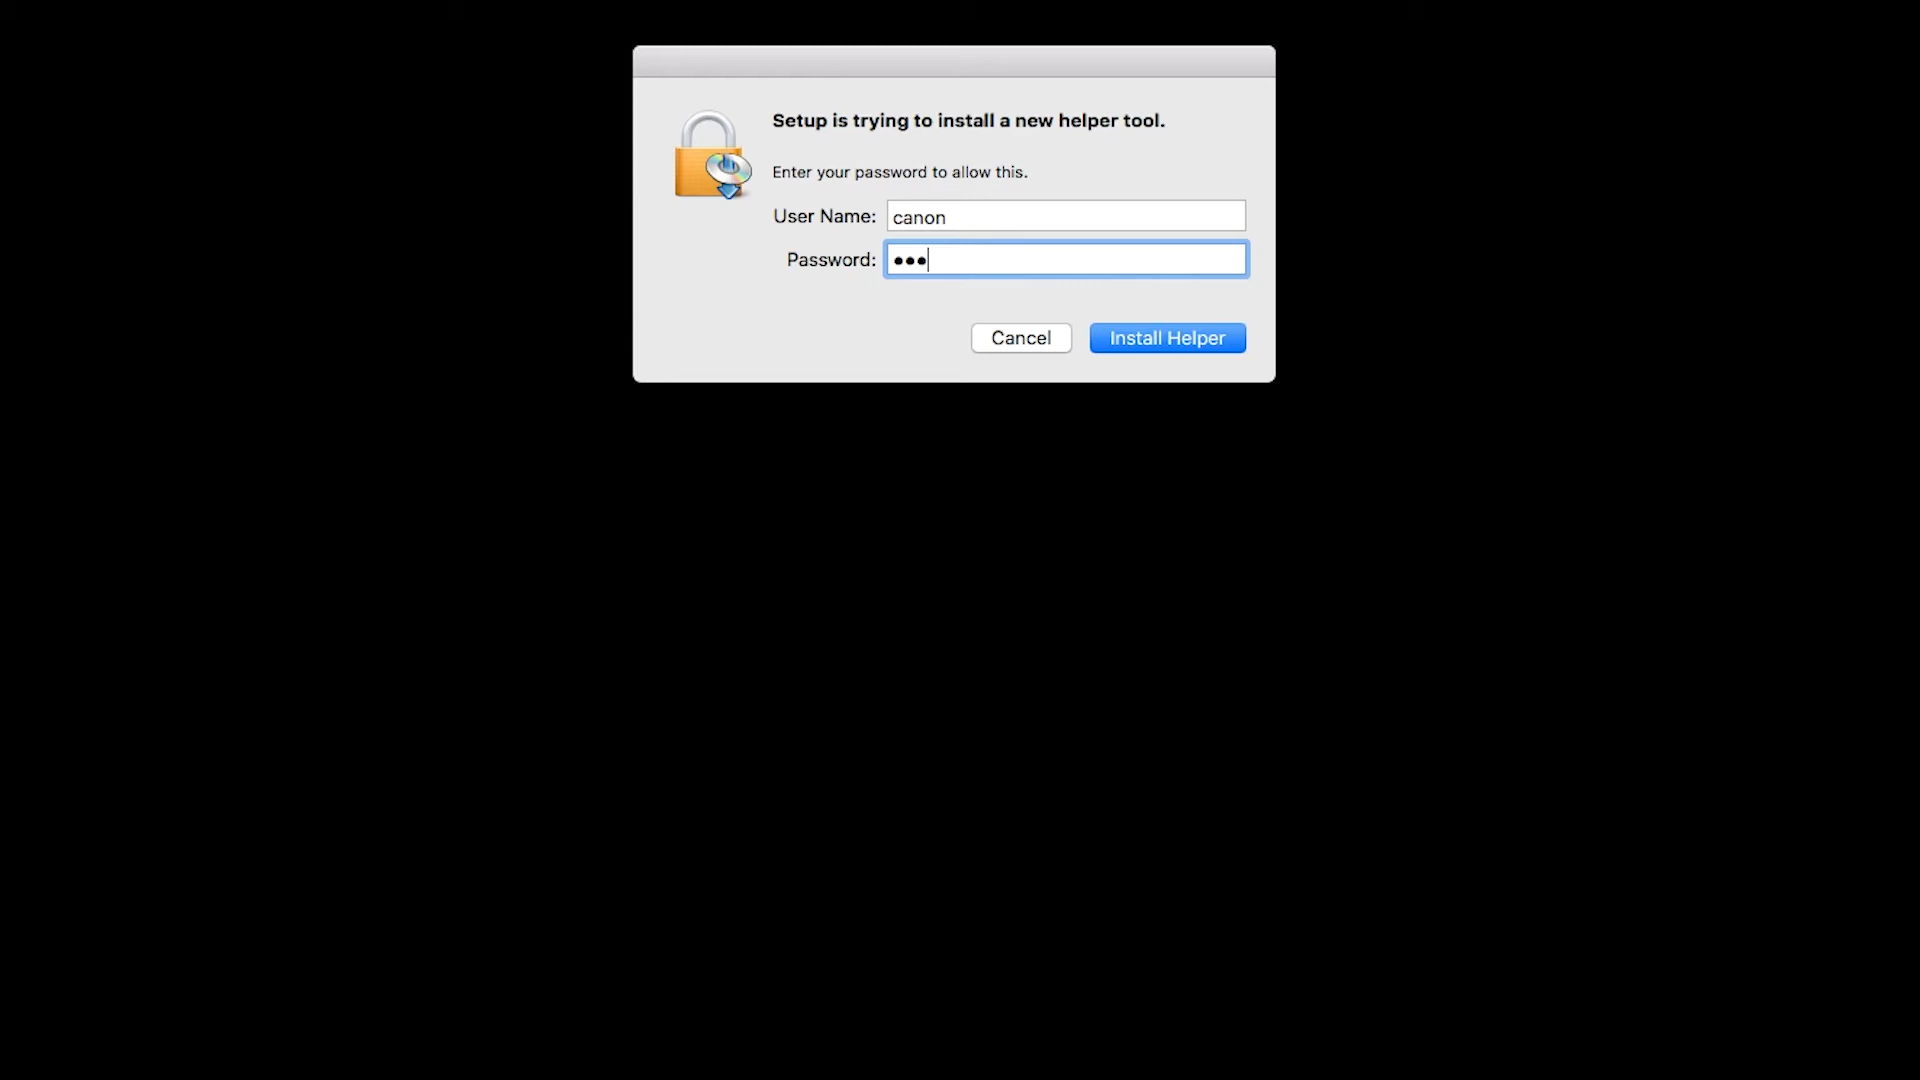 Setup is trying to install a new helper tool.
Enter your password to allow this.
User Name: canon
Password: •••
Cancel Install Helper